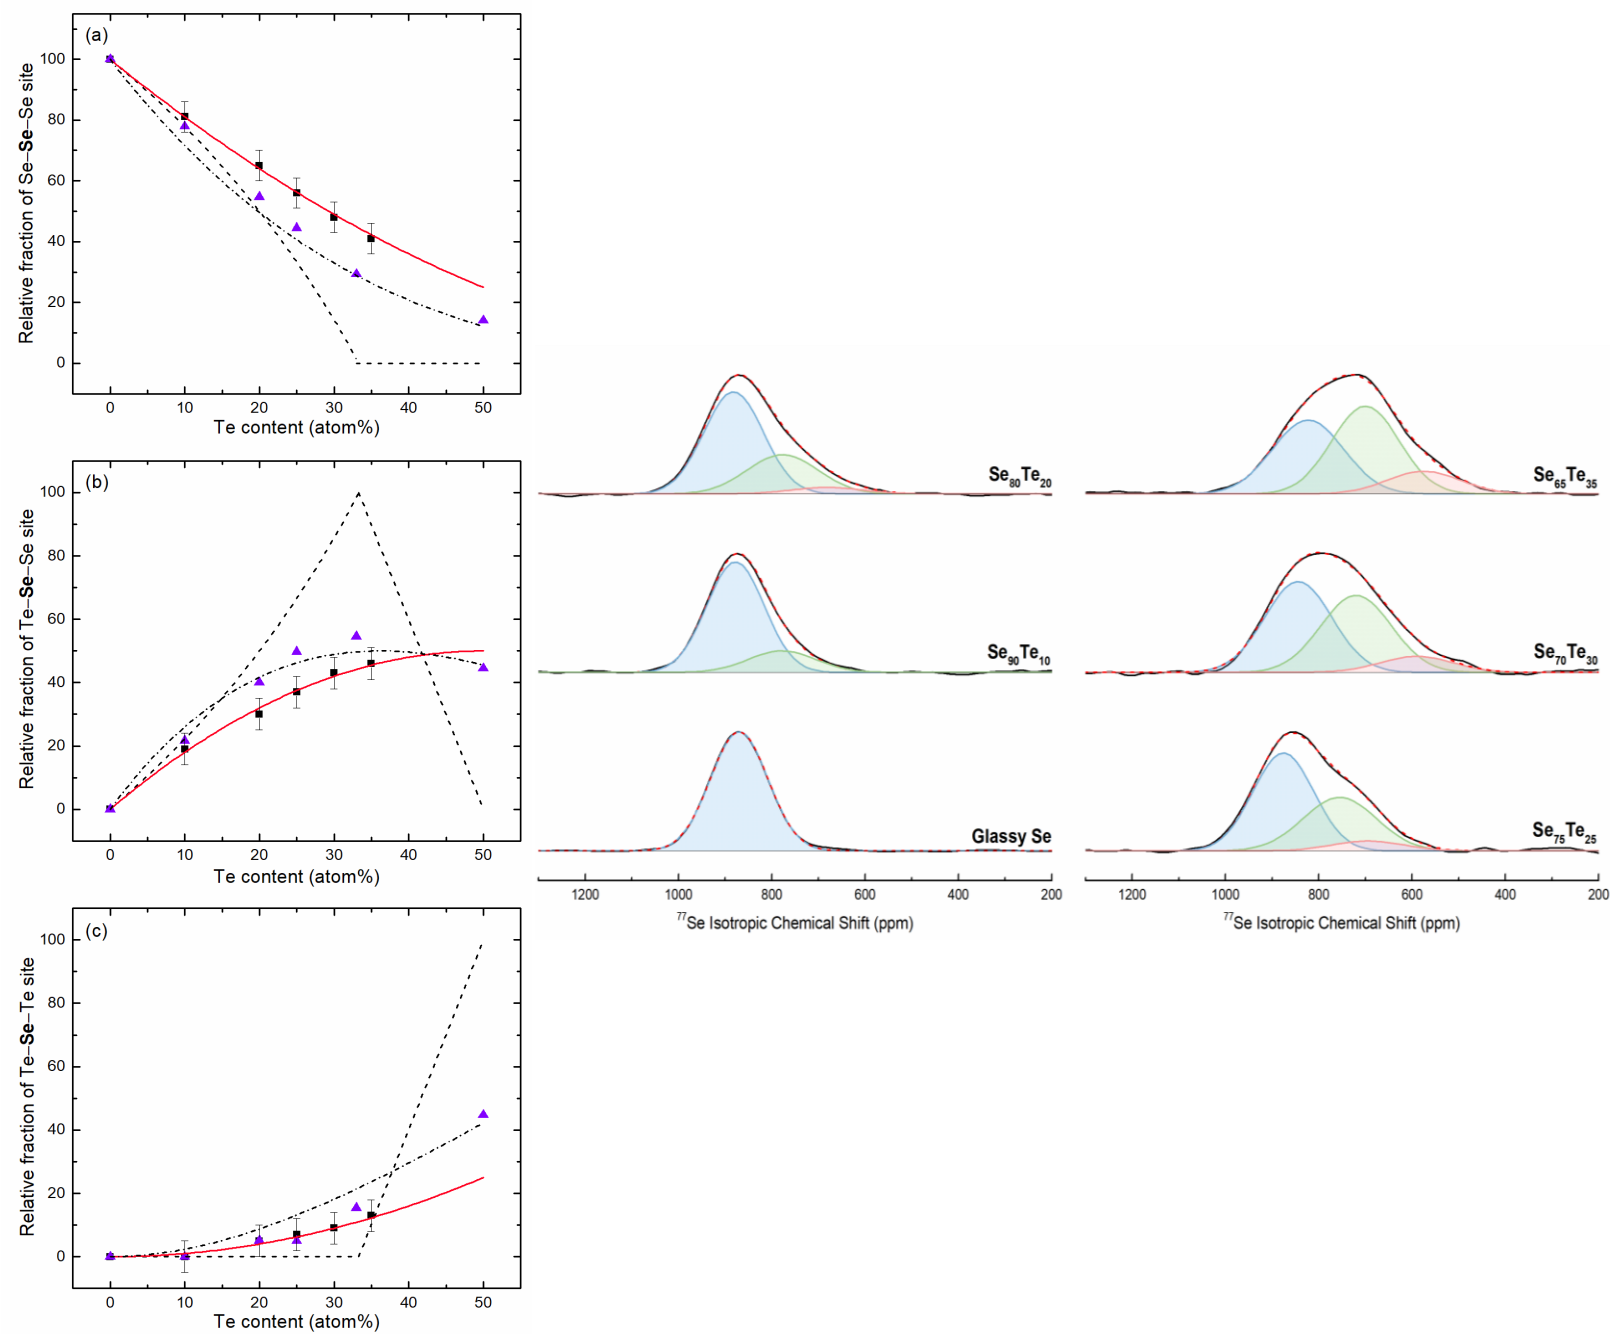 (a)
Relative fraction of Se–Se–Se site
100
80
60
40
20
0
0 10 20 30 40 50
Te content (atom%)
(b)
Relative fraction of Te–Se–Se site
100
80
60
40
20
0
0 10 20 30 40 50
Te content (atom%)
(c)
Relative fraction of Te–Se–Te site
100
80
60
40
20
0
0 10 20 30 40 50
Te content (atom%)
Se80Te20
Se90Te10
Glassy Se
1200 1000 800 600 400 200
77Se Isotropic Chemical Shift (ppm)
Se65Te35
Se70Te30
Se75Te25
1200 1000 800 600 400 200
77Se Isotropic Chemical Shift (ppm)